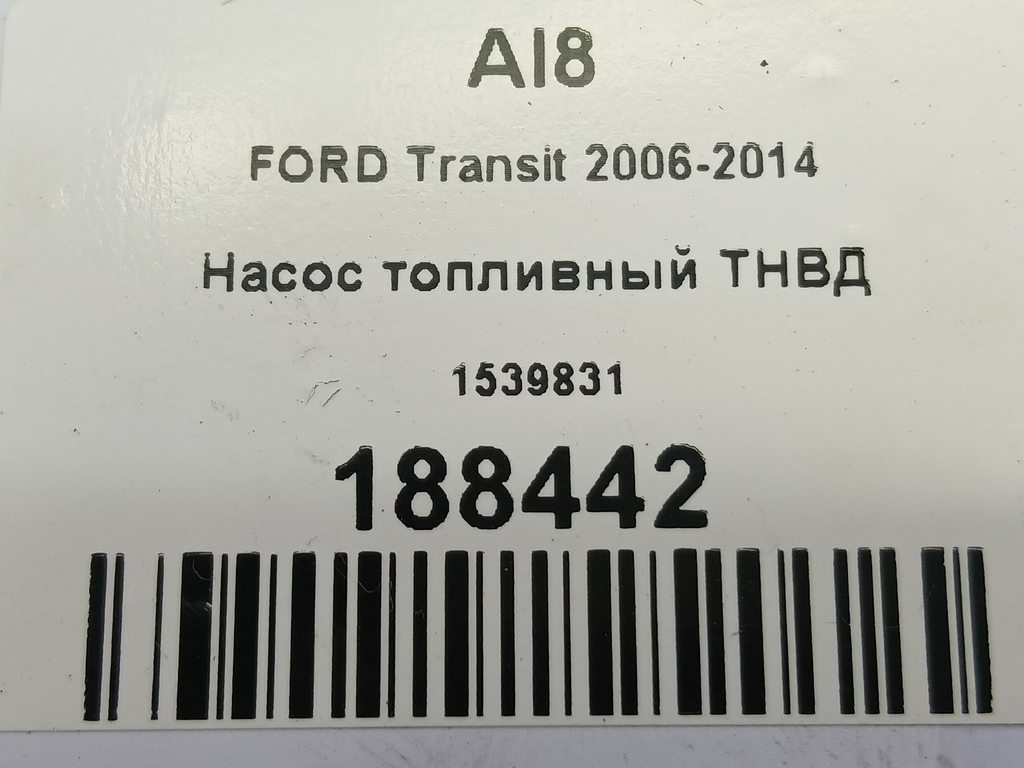 AI8
FORD Transit 2006-2014
Насос топливный ТНВД
1539831
188442